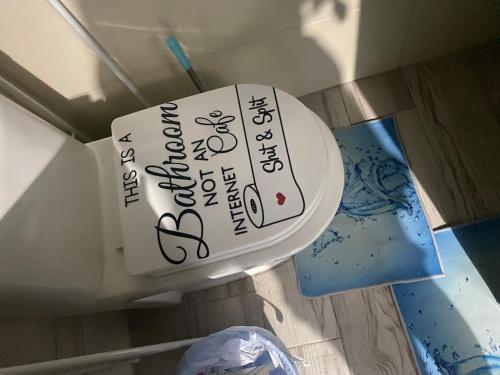 THIS IS A
Bathroom
NOT AN
Cafe
INTERNET
Shit & Split